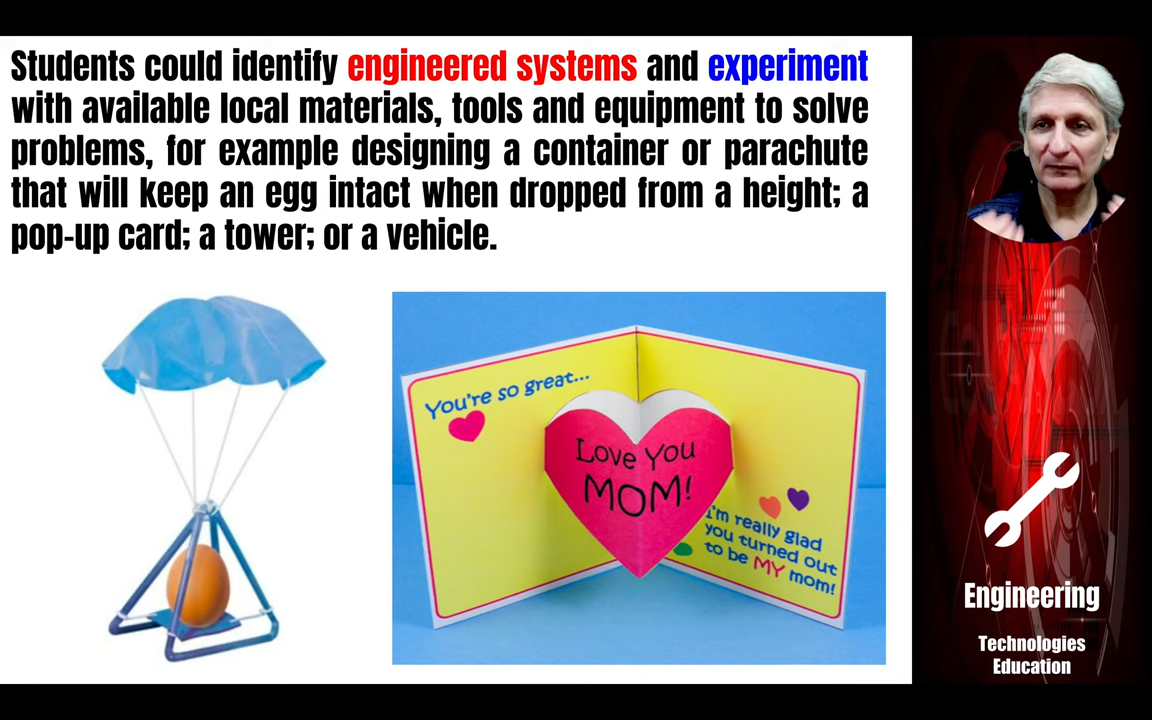 Students could identify engineered systems and experiment
with available local materials, tools and equipment to solve
problems, for example designing a container or parachute
that will keep an egg intact when dropped from a height; a
pop-up card; a tower; or a vehicle.
You're so great...
Love You
MOM!
I'm really glad
you turned out
to be MY mom!
Engineering
Technologies
Education